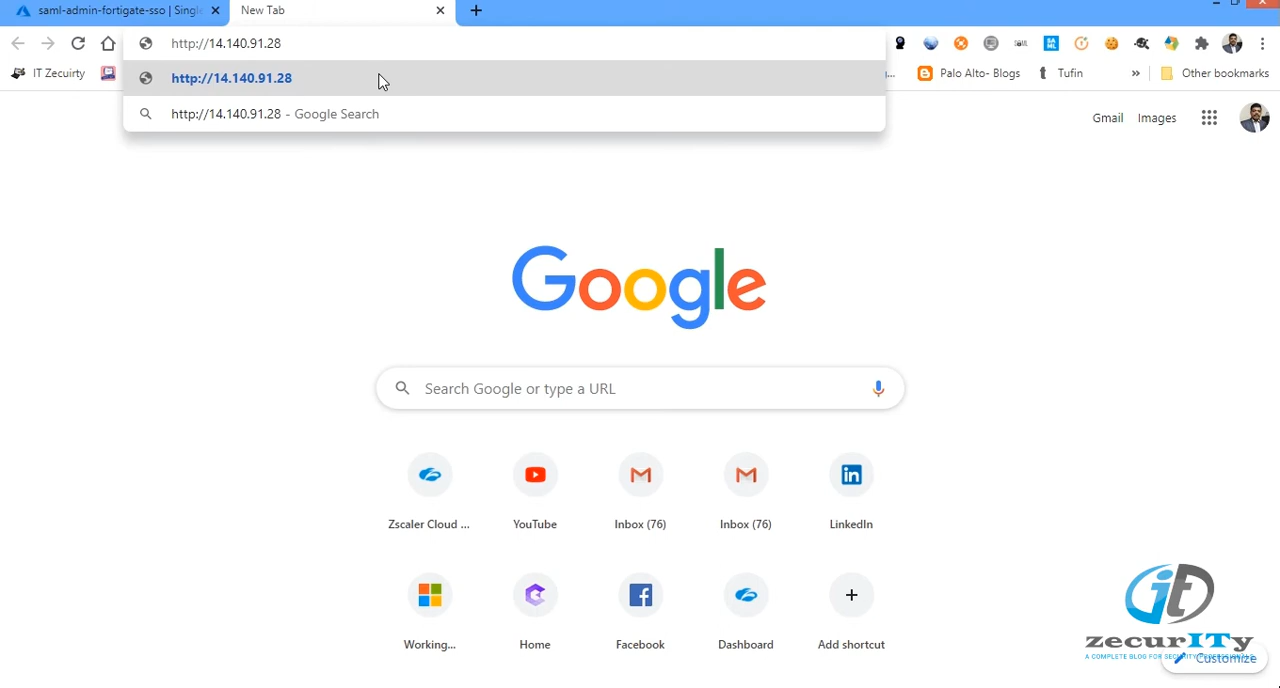 saml-admin-fortigate-sso | Singl
New Tab
http://14.140.91.28
IT Zecuirty
Palo Alto- Blogs
Tufin
»
Other bookmarks
http://14.140.91.28
http://14.140.91.28 - Google Search
Gmail
Images
Google
Search Google or type a URL
Zscaler Cloud ...
YouTube
Inbox (76)
Inbox (76)
LinkedIn
Working...
Home
Facebook
Dashboard
Add shortcut
it
zecurITy
A COMPLETE BLOG FOR SECURITY PROFESSIONALS
Customize